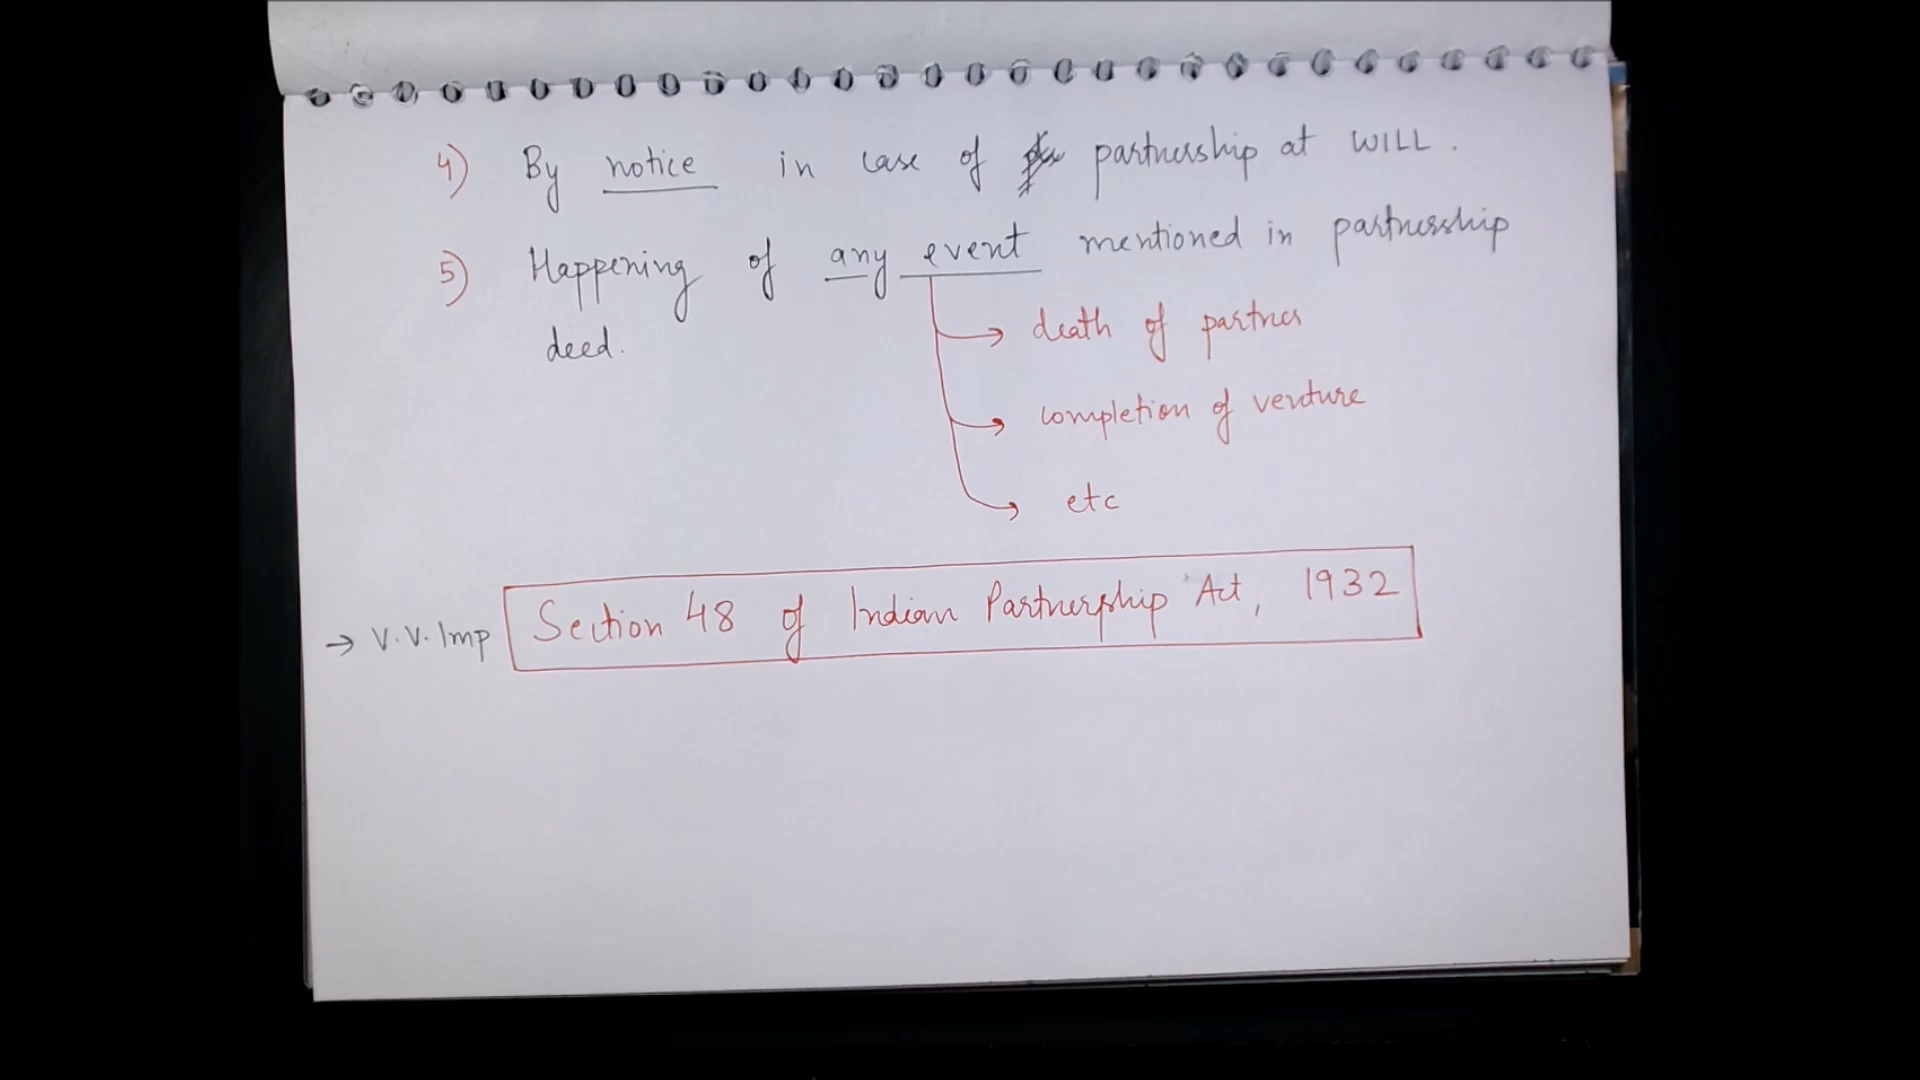 4) By notice in case of partnership at WILL.
5) Happening of any event mentioned in partnership
deed.
death of partner
completion of venture
etc
→ V.V. Imp Section 48 of Indian Partnership Act, 1932